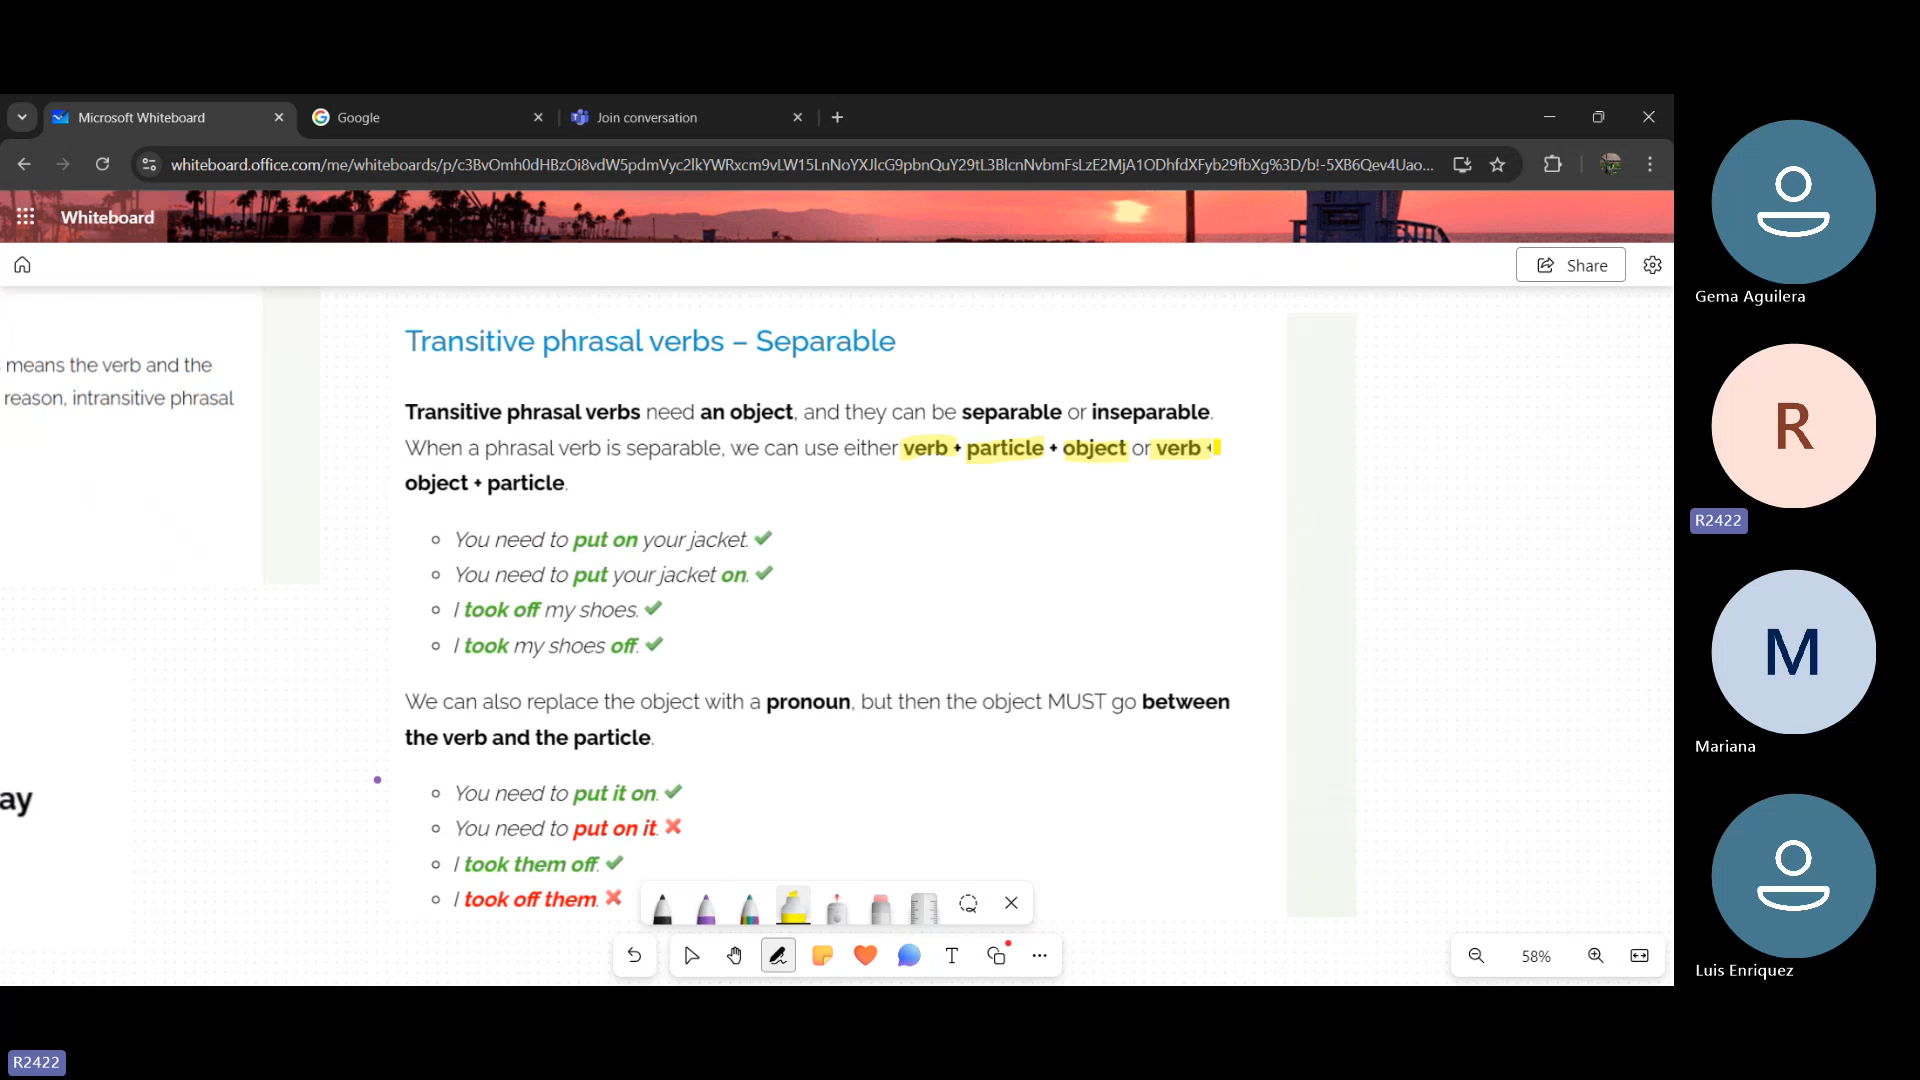 Microsoft Whiteboard
Google
Join conversation
whiteboard.office.com/me/whiteboards/p/c3BvOmh0dHBzOi8vdW5pdmVyc2lkYWRxcm9vLW15LnNoYXJlcG9pbnQuY29tL3BlcnNvbmFsLzE2MjA1ODhfdXFyb29fbXg%3D/b!-5XB6Qev4Uao...
Whiteboard
Share
means the verb and the
reason, intransitive phrasal
ay
Transitive phrasal verbs – Separable
Transitive phrasal verbs need an object, and they can be separable or inseparable.
When a phrasal verb is separable, we can use either verb + particle + object or verb +
object + particle.
You need to put on your jacket.
You need to put your jacket on.
I took off my shoes.
I took my shoes off.
We can also replace the object with a pronoun, but then the object MUST go between
the verb and the particle.
You need to put it on.
You need to put on it.
I took them off.
I took off them.
58%
Gema Aguilera
R
R2422
M
Mariana
Luis Enriquez
R2422